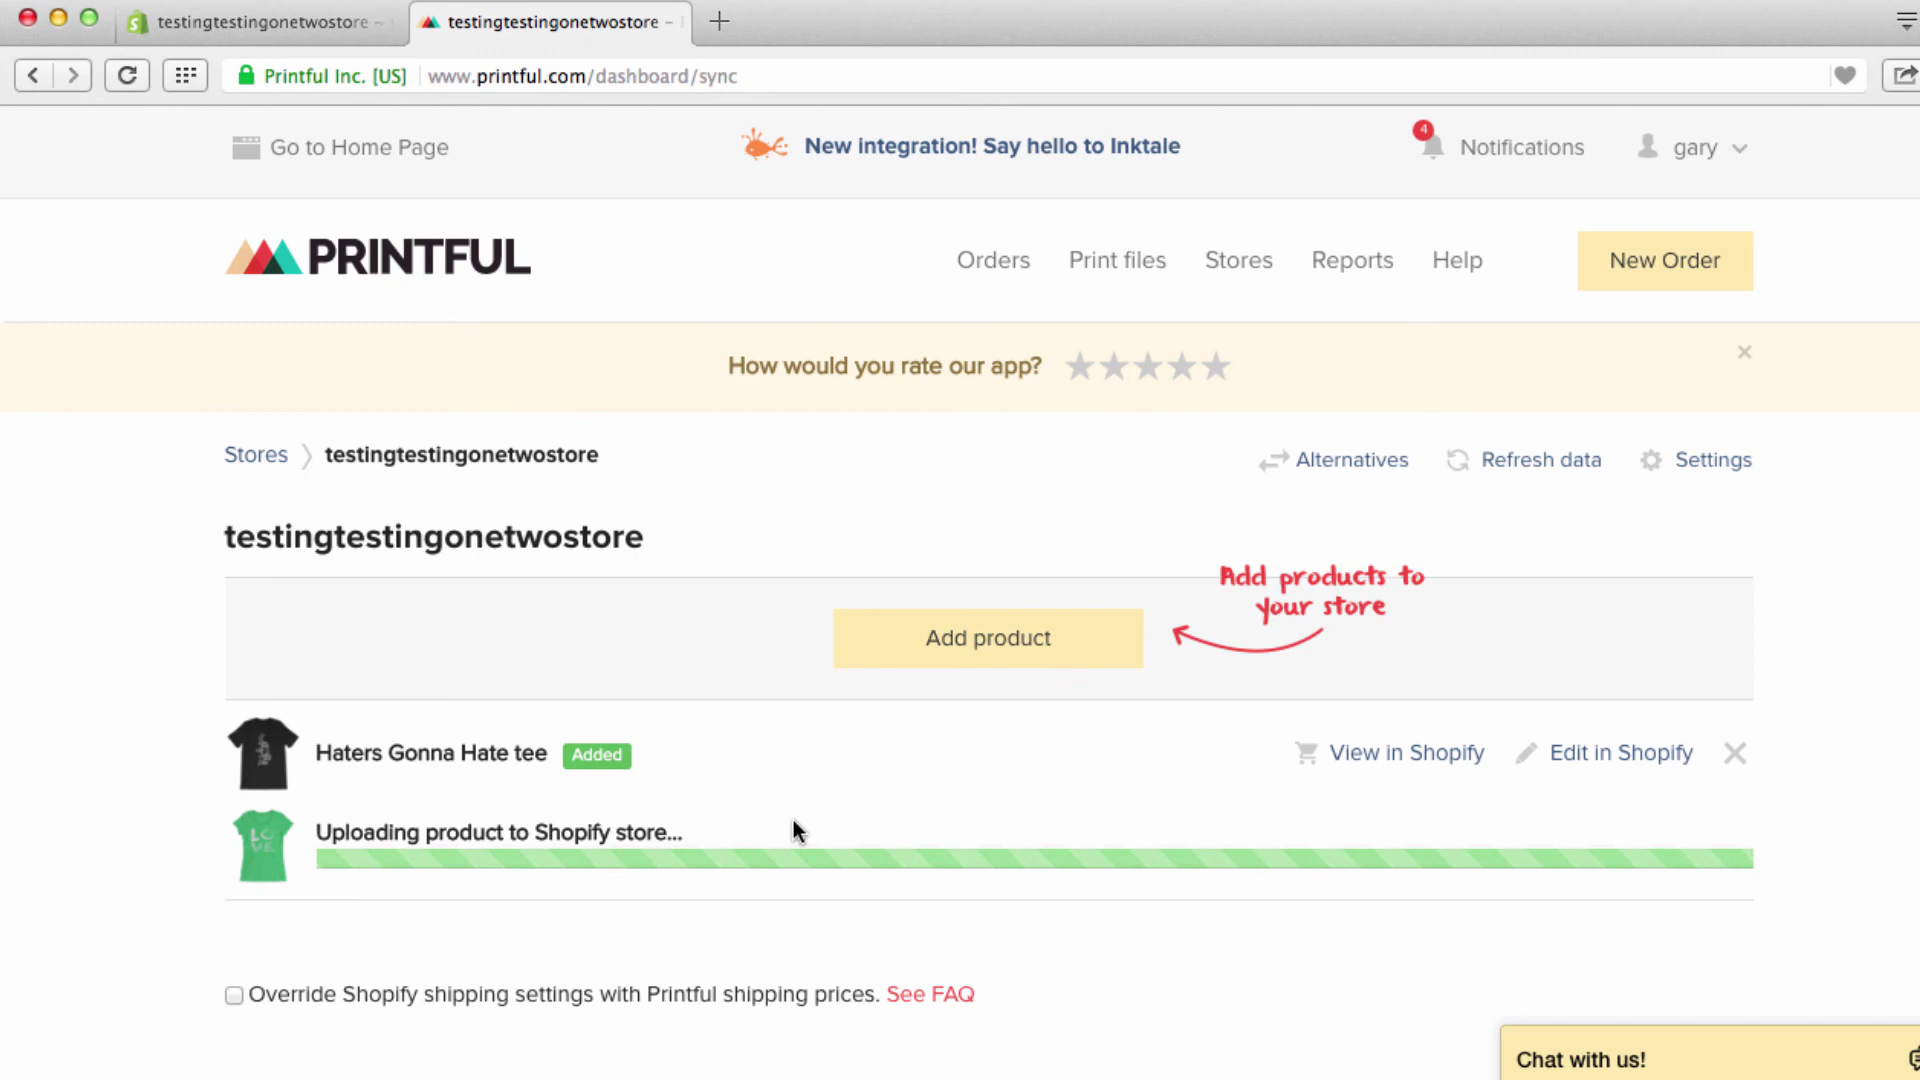 testingtestingonetwostore ~
testingtestingonetwostore –
Printful Inc. [US]
www.printful.com/dashboard/sync
Go to Home Page
New integration! Say hello to Inktale
4
Notifications
gary
PRINTFUL
Orders
Print files
Stores
Reports
Help
New Order
How would you rate our app?
Stores
testingtestingonetwostore
Alternatives
Refresh data
Settings
testingtestingonetwostore
Add products to
your store
Add product
Haters Gonna Hate tee
Added
View in Shopify
Edit in Shopify
LO
VE
Uploading product to Shopify store...
Override Shopify shipping settings with Printful shipping prices. See FAQ
Chat with us!